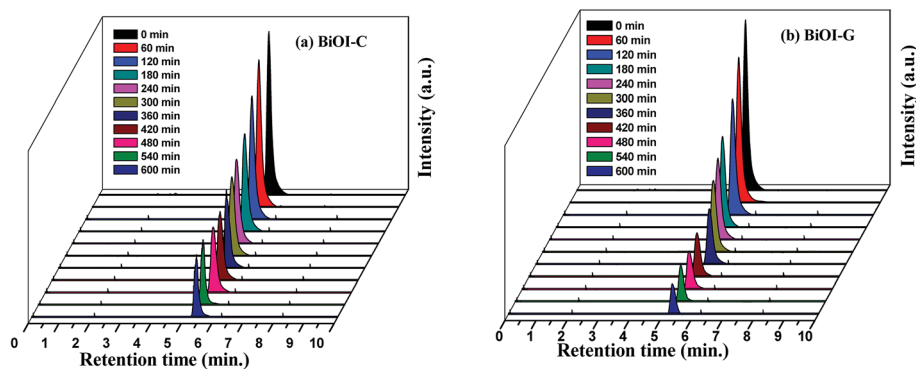 (a) BiOI-C
0 min
60 min
120 min
180 min
240 min
300 min
360 min
420 min
480 min
540 min
600 min
Intensity (a.u.)
0 1 2 3 4 5 6 7 8 9 10
Retention time (min.)
(b) BiOI-G
0 min
60 min
120 min
180 min
240 min
300 min
360 min
420 min
480 min
540 min
600 min
Intensity (a.u.)
0 1 2 3 4 5 6 7 8 9 10
Retention time (min.)